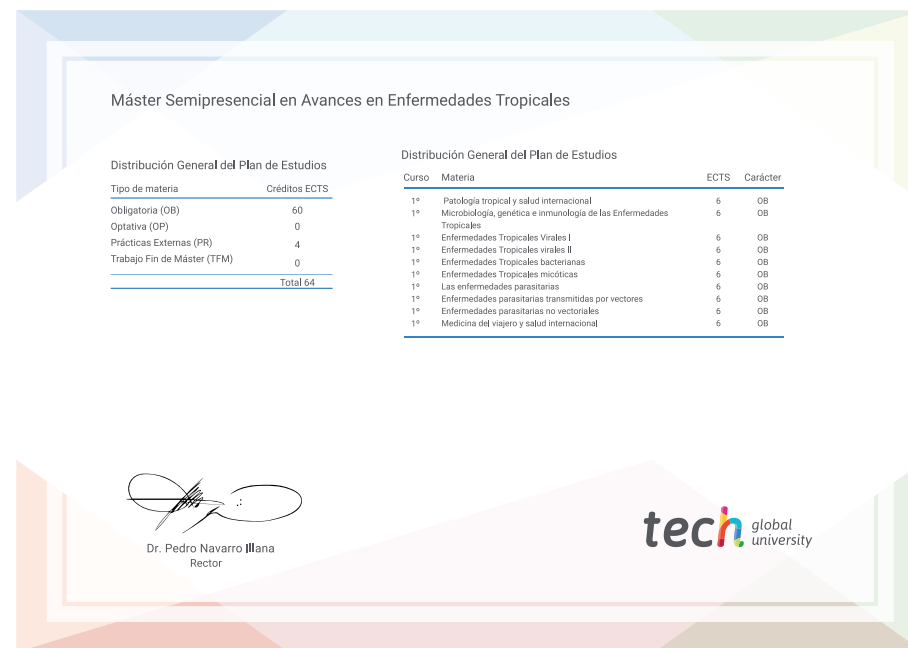 Máster Semipresencial en Avances en Enfermedades Tropicales
Distribución General del Plan de Estudios
Tipo de materia Créditos ECTS
Obligatoria (OB) 60
Optativa (OP) 0
Prácticas Externas (PR) 4
Trabajo Fin de Máster (TFM) 0
Total 64
Distribución General del Plan de Estudios
Curso Materia ECTS Carácter
1º Patología tropical y salud internacional 6 OB
1º Microbiología, genética e inmunología de las Enfermedades 6 OB
Tropicales
1º Enfermedades Tropicales Virales I 6 OB
1º Enfermedades Tropicales virales II 6 OB
1º Enfermedades Tropicales bacterianas 6 OB
1º Enfermedades Tropicales micóticas 6 OB
1º Las enfermedades parasitarias 6 OB
1º Enfermedades parasitarias transmitidas por vectores 6 OB
1º Enfermedades parasitarias no vectoriales 6 OB
1º Medicina del viajero y salud internacional 6 OB
Dr. Pedro Navarro Illana
Rector
tech global
university